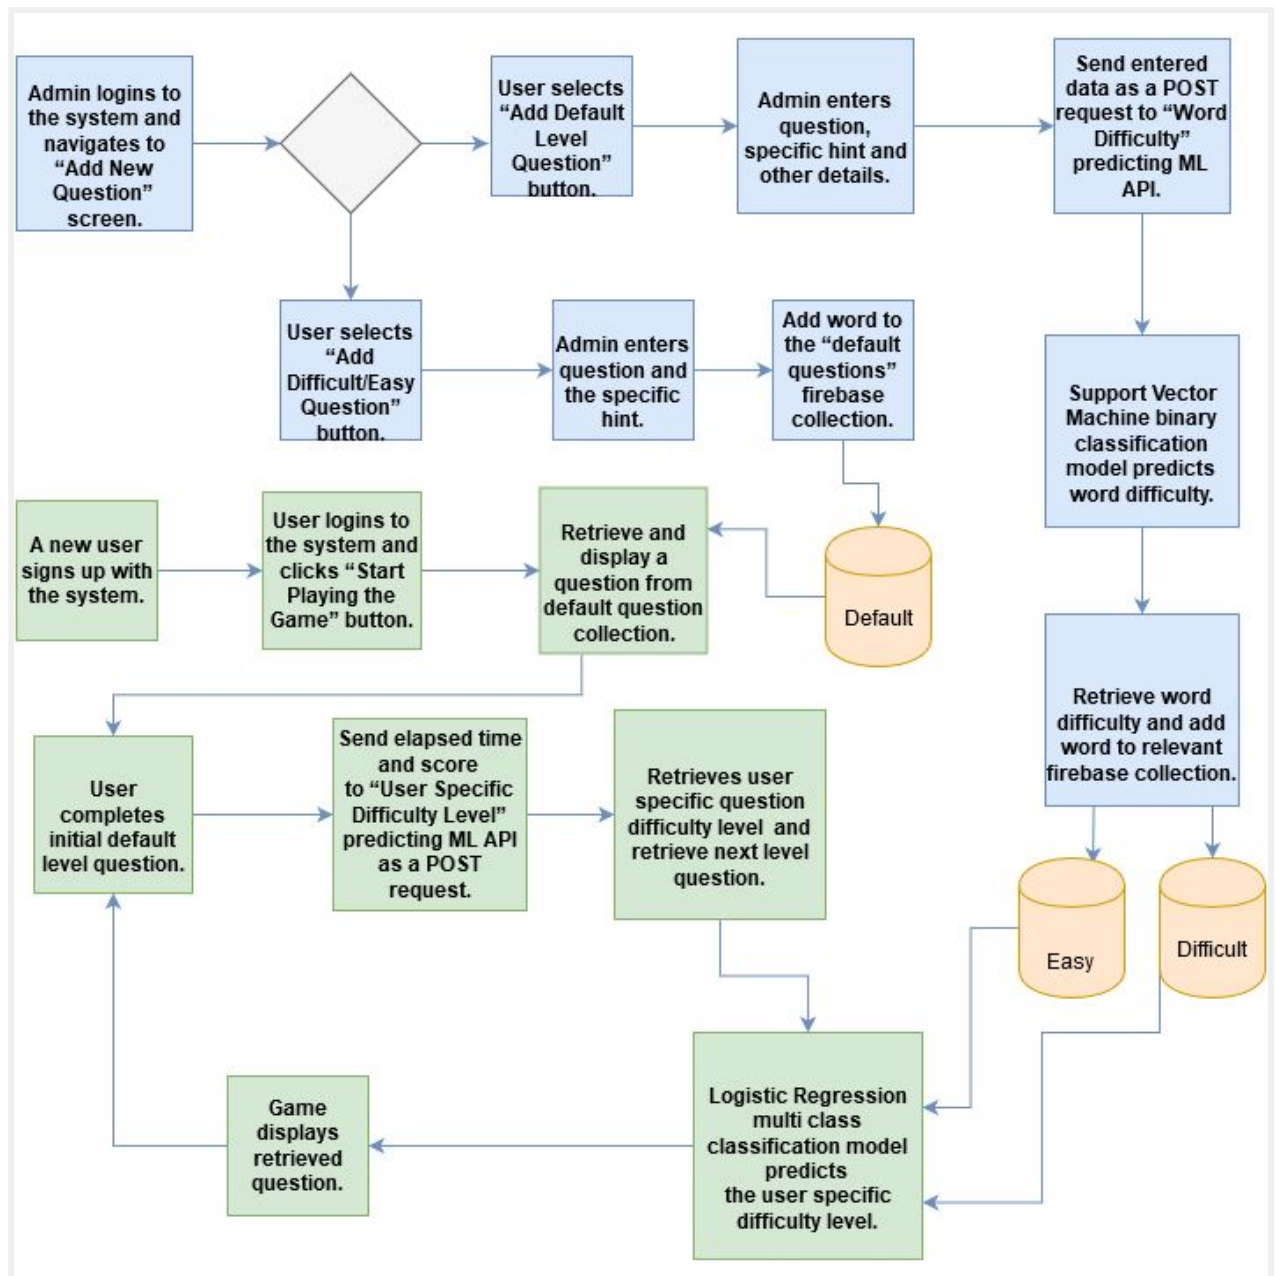 Admin logins to
the system and
navigates to
“Add New
Question”
screen.
User selects
“Add Default
Level
Question”
button.
Admin enters
question,
specific hint and
other details.
Send entered
data as a POST
request to “Word
Difficulty”
predicting ML
API.
User selects
“Add
Difficult/Easy
Question”
button.
Admin enters
question and
the specific
hint.
Add word to
the “default
questions”
firebase
collection.
Support Vector
Machine binary
classification
model predicts
word difficulty.
A new user
signs up with
the system.
User logins to
the system and
clicks “Start
Playing the
Game” button.
Retrieve and
display a
question from
default question
collection.
Default
Retrieve word
difficulty and add
word to relevant
firebase collection.
User
completes
initial default
level question.
Send elapsed time
and score
to “User Specific
Difficulty Level”
predicting ML API
as a POST
request.
Retrieves user
specific question
difficulty level and
retrieve next level
question.
Easy
Difficult
Logistic Regression
multi class
classification model
predicts
the user specific
difficulty level.
Game
displays
retrieved
question.